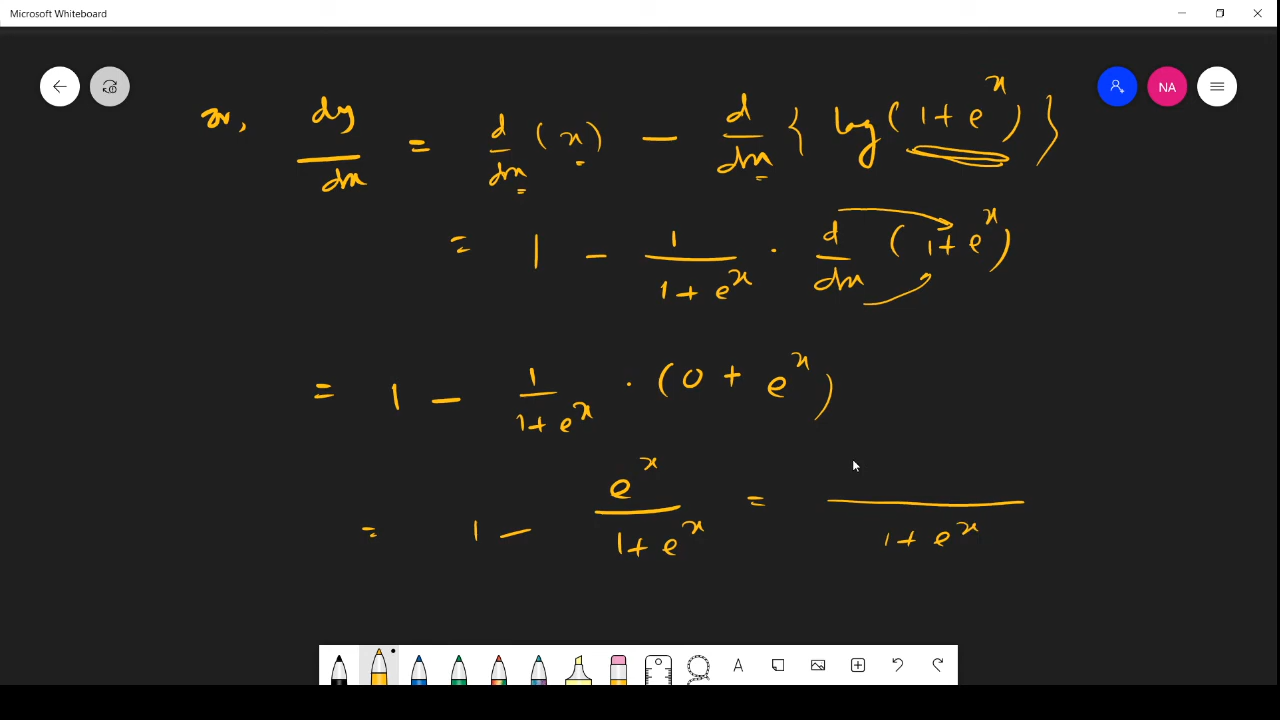 Microsoft Whiteboard
NA
or, dy/dx = d/dx (x) − d/dx { log (1 + e^x) }
= 1 − 1/(1 + e^x) · d/dx (1 + e^x)
= 1 − 1/(1 + e^x) · (0 + e^x)
= 1 − e^x/(1 + e^x) = /(1 + e^x)
A